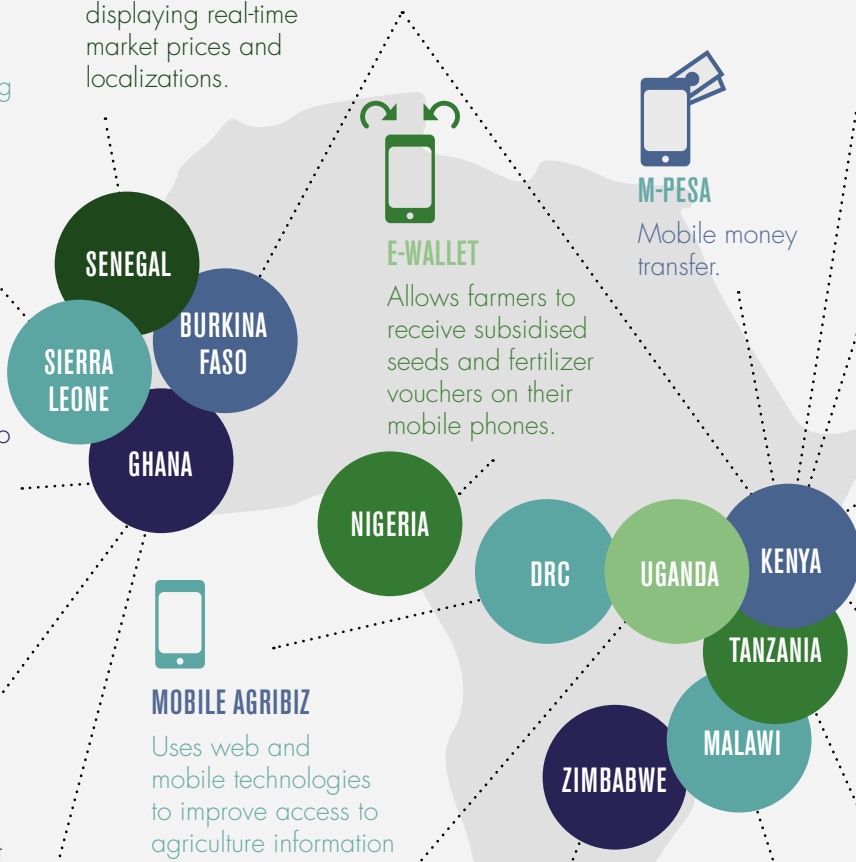 displaying real-time
market prices and
localizations.
g
M-PESA
Mobile money
transfer.
E-WALLET
Allows farmers to
receive subsidised
seeds and fertilizer
vouchers on their
mobile phones.
SENEGAL
BURKINA
FASO
SIERRA
LEONE
o
GHANA
NIGERIA
DRC
UGANDA
KENYA
TANZANIA
MALAWI
ZIMBABWE
MOBILE AGRIBIZ
Uses web and
mobile technologies
to improve access to
agriculture information